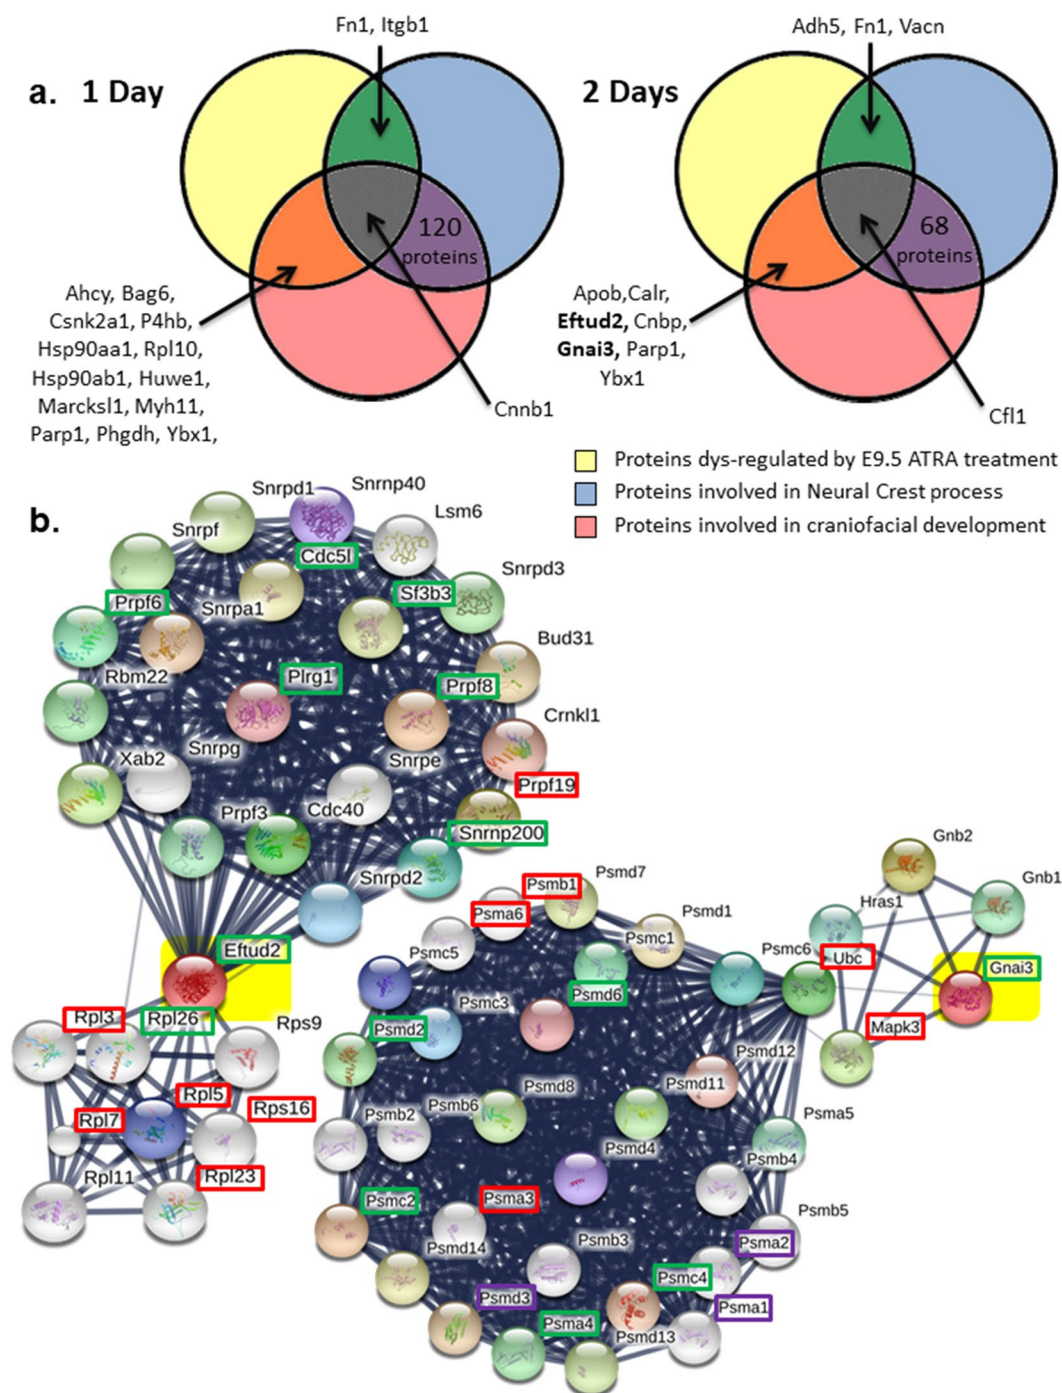 a. 1 Day
Fn1, Itgb1
120
proteins
Ahcy, Bag6,
Csnk2a1, P4hb,
Hsp90aa1, Rpl10,
Hsp90ab1, Huwe1,
Marcksl1, Myh11,
Parp1, Phgdh, Ybx1,
Cnnb1
2 Days
Adh5, Fn1, Vacn
68
proteins
Apob,Calr,
Eftud2, Cnbp,
Gnai3, Parp1,
Ybx1
Cfl1
Proteins dys-regulated by E9.5 ATRA treatment
Proteins involved in Neural Crest process
Proteins involved in craniofacial development
b.
Snrpd1
Snrnp40
Lsm6
Snrpf
Cdc5l
Snrpd3
Sf3b3
Prpf6
Snrpa1
Bud31
Rbm22
Plrg1
Prpf8
Crnkl1
Xab2
Snrpg
Snrpe
Prpf19
Prpf3
Cdc40
Snrnp200
Snrpd2
Eftud2
Rpl3
Rpl26
Rps9
Rpl5
Rps16
Rpl7
Rpl11
Rpl23
Psmb1
Psmd7
Psma6
Psmd1
Psmc5
Psmc1
Psmc6
Psmc3
Psmd6
Psmd2
Psmd12
Psmd8
Psmd11
Psmb2
Psmb6
Psma5
Psmd4
Psmb4
Psmc2
Psma3
Psmb5
Psmd14
Psmb3
Psma2
Psmc4
Psmd3
Psma1
Psma4
Psmd13
Gnb2
Gnb1
Hras1
Ubc
Gnai3
Mapk3